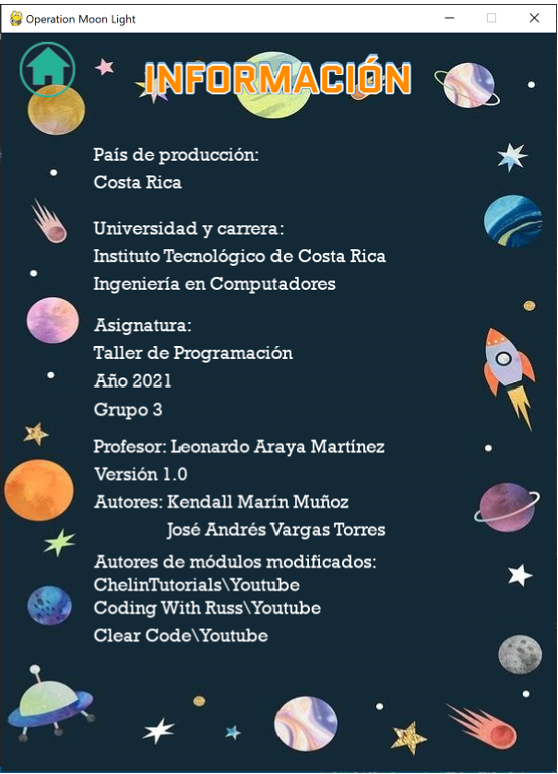 Operation Moon Light
INFORMACIÓN
País de producción:
Costa Rica
Universidad y carrera:
Instituto Tecnológico de Costa Rica
Ingeniería en Computadores
Asignatura:
Taller de Programación
Año 2021
Grupo 3
Profesor: Leonardo Araya Martínez
Versión 1.0
Autores: Kendall Marín Muñoz
José Andrés Vargas Torres
Autores de módulos modificados:
ChelinTutorials\Youtube
Coding With Russ\Youtube
Clear Code\Youtube